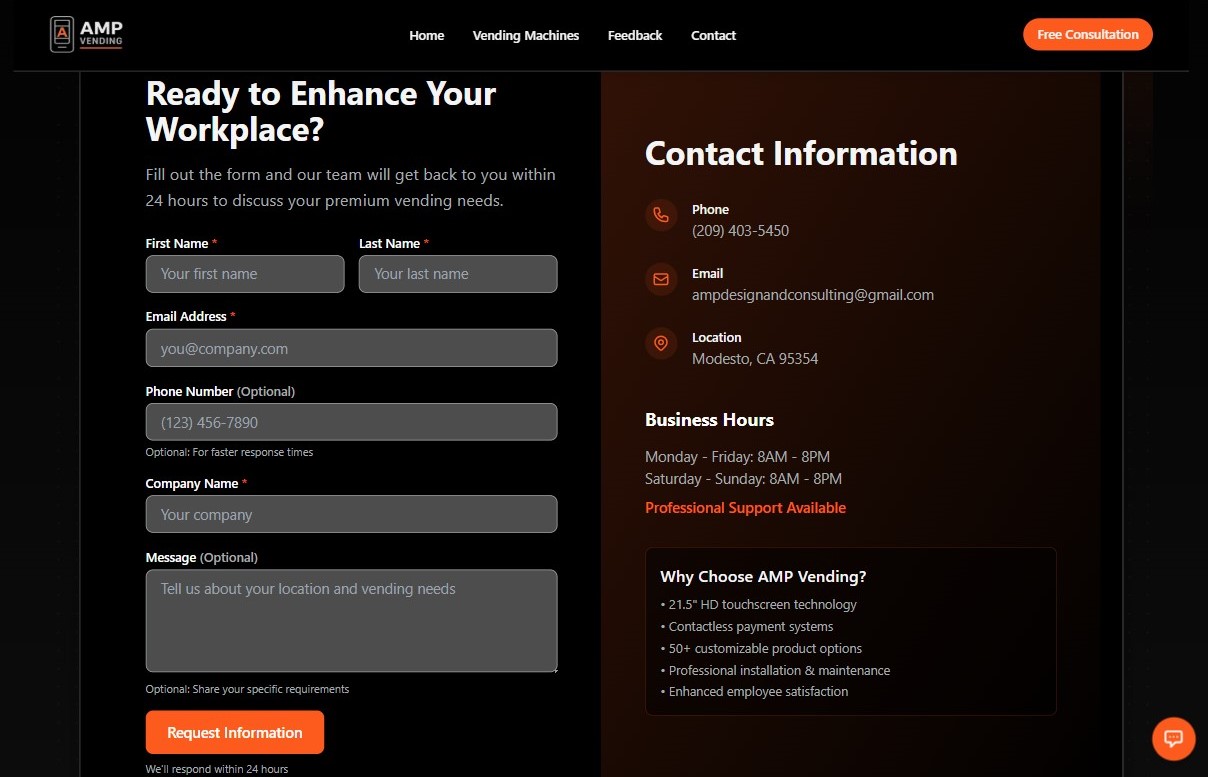 AMP
VENDING
Home
Vending Machines
Feedback
Contact
Free Consultation
Ready to Enhance Your
Workplace?
Fill out the form and our team will get back to you within
24 hours to discuss your premium vending needs.
First Name *
Last Name *
Your first name
Your last name
Email Address *
you@company.com
Phone Number (Optional)
(123) 456-7890
Optional: For faster response times
Company Name *
Your company
Message (Optional)
Tell us about your location and vending needs
Optional: Share your specific requirements
Request Information
We'll respond within 24 hours
Contact Information
Phone
(209) 403-5450
Email
ampdesignandconsulting@gmail.com
Location
Modesto, CA 95354
Business Hours
Monday - Friday: 8AM - 8PM
Saturday - Sunday: 8AM - 8PM
Professional Support Available
Why Choose AMP Vending?
• 21.5" HD touchscreen technology
• Contactless payment systems
• 50+ customizable product options
• Professional installation & maintenance
• Enhanced employee satisfaction